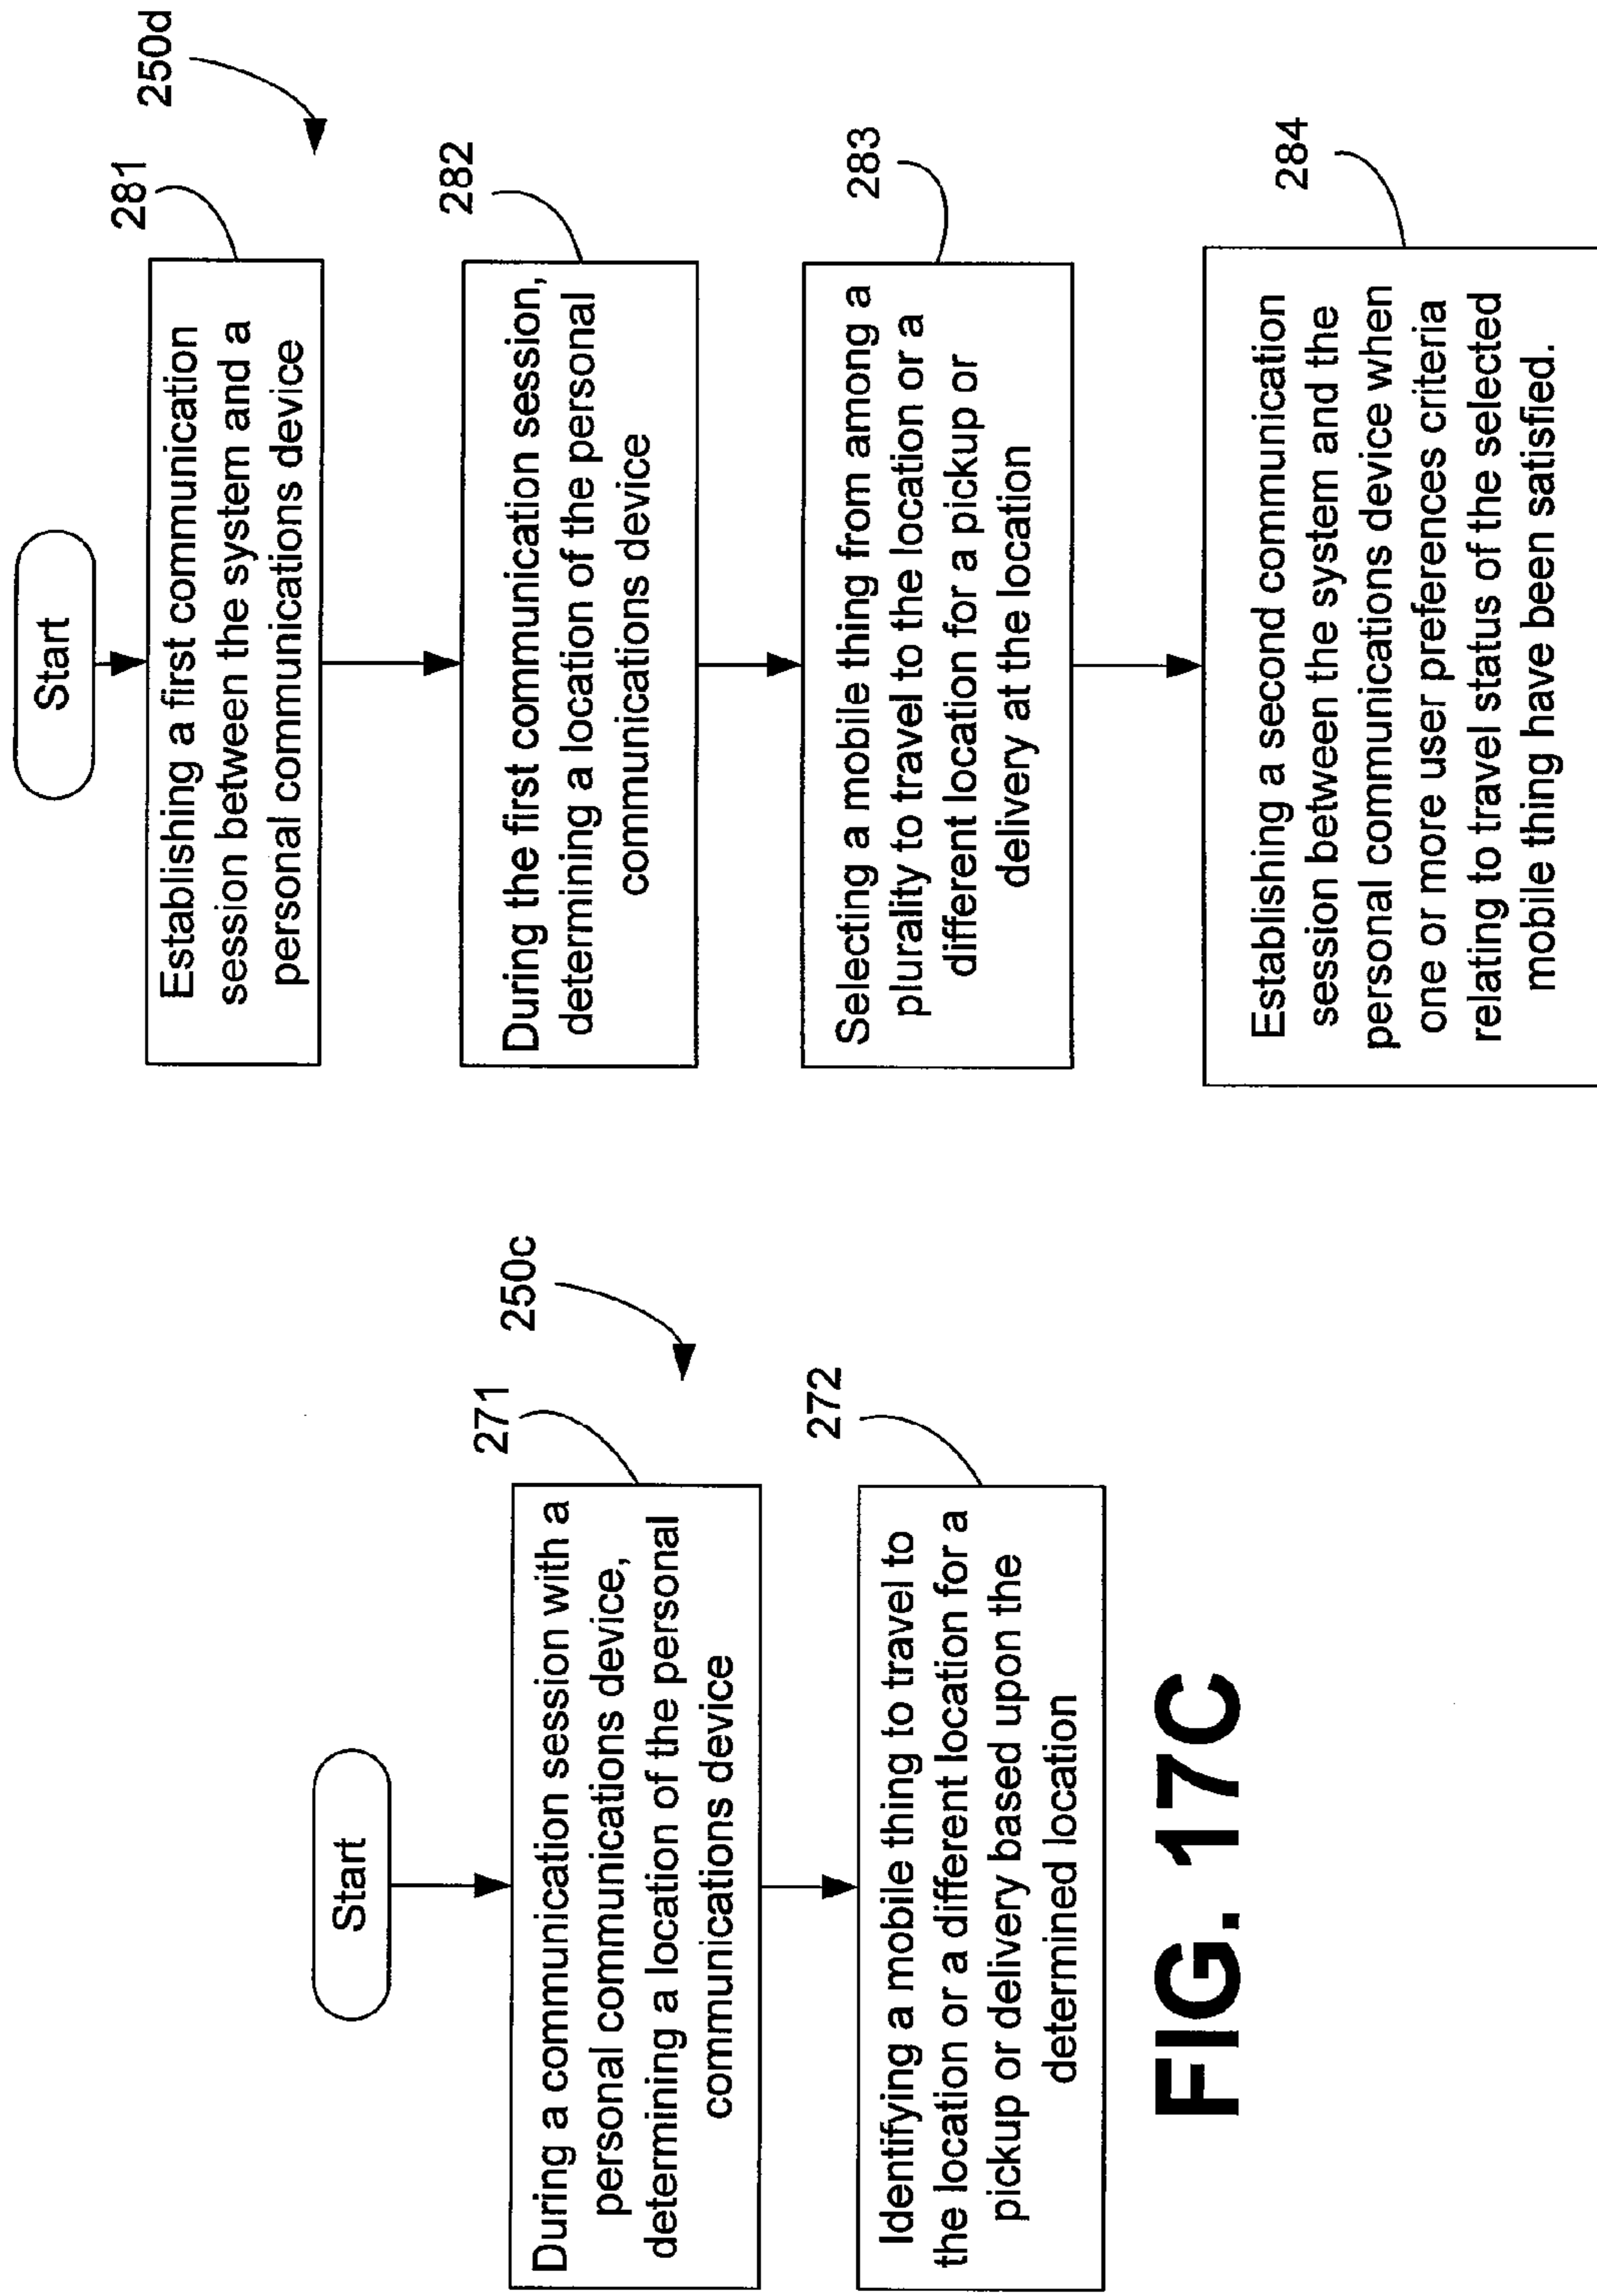 Start
250c
271
During a communication session with a
personal communications device,
determining a location of the personal
communications device
272
Identifying a mobile thing to travel to
the location or a different location for a
pickup or delivery based upon the
determined location
FIG. 17C
Start
250d
281
Establishing a first communication
session between the system and a
personal communications device
282
During the first communication session,
determining a location of the personal
communications device
283
Selecting a mobile thing from among a
plurality to travel to the location or a
different location for a pickup or
delivery at the location
284
Establishing a second communication
session between the system and the
personal communications device when
one or more user preferences criteria
relating to travel status of the selected
mobile thing have been satisfied.